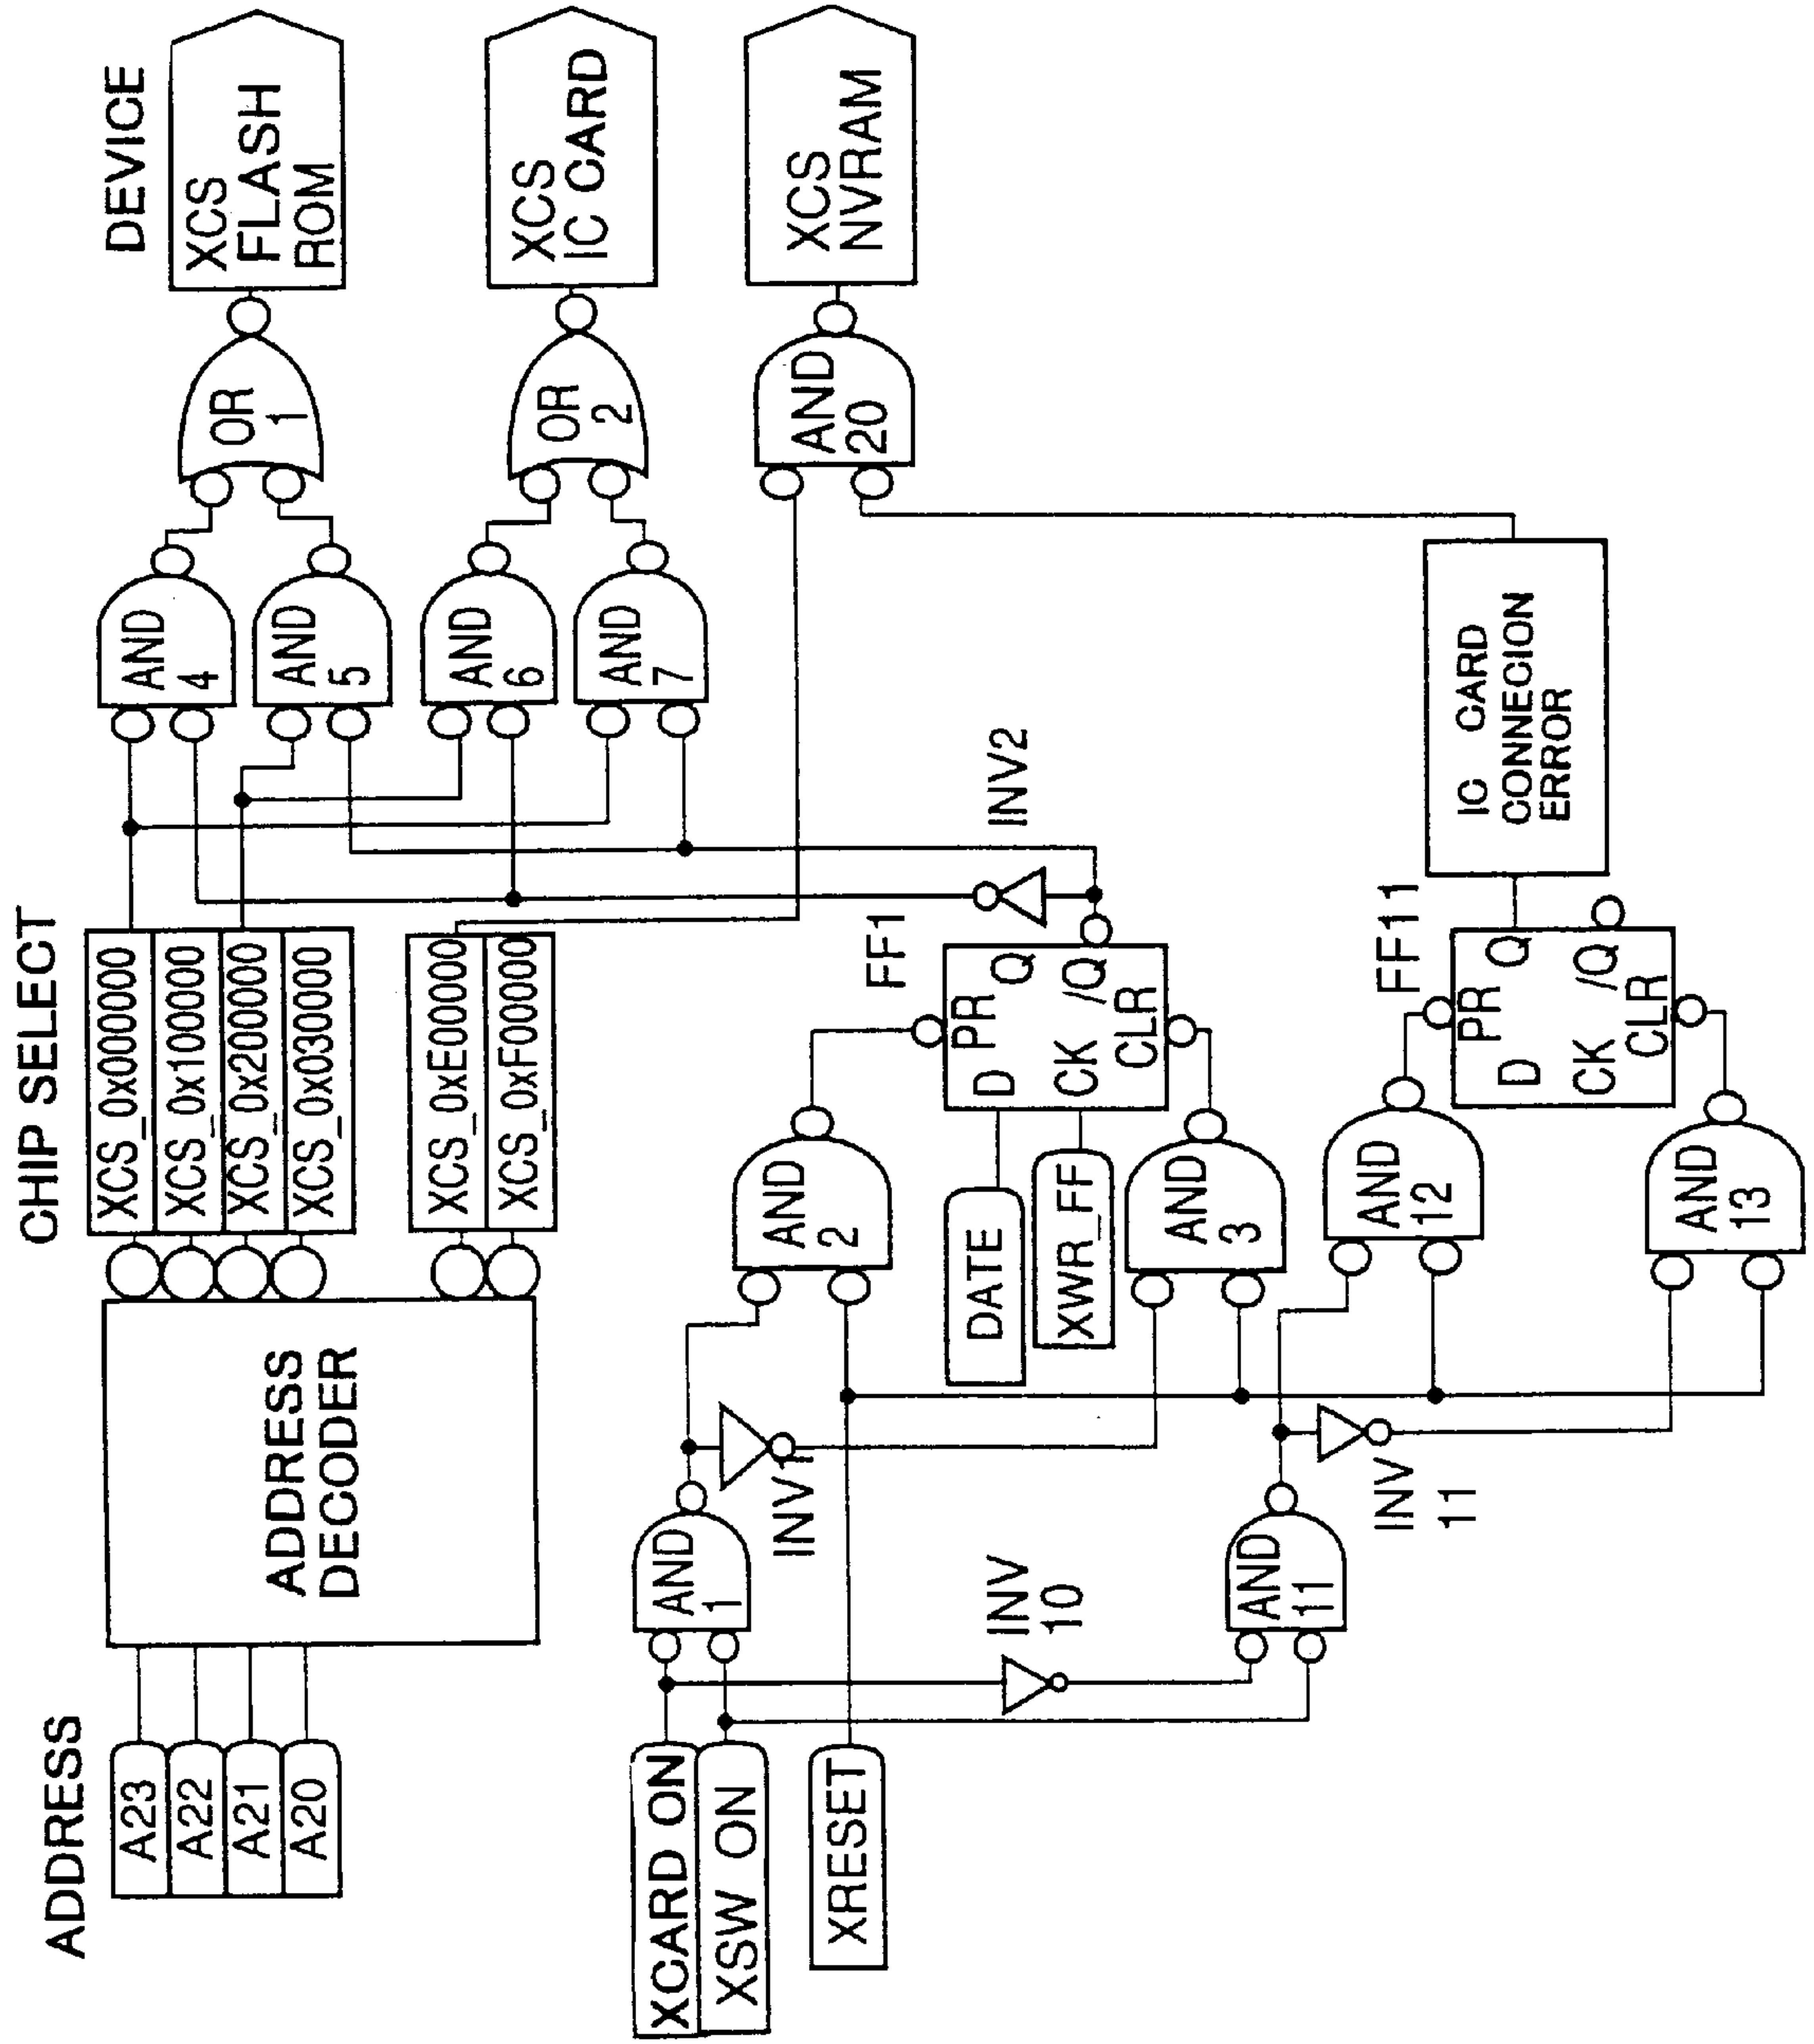 ADDRESS
A23
A22
A21
A20
ADDRESS
DECODER
CHIP SELECT
XCS_0x000000
XCS_0x100000
XCS_0x200000
XCS_0x030000
XCS_0xE00000
XCS_0xF00000
AND
4
AND
5
AND
6
AND
7
OR
1
OR
2
AND
20
DEVICE
XCS
FLASH
ROM
XCS
IC CARD
XCS
NVRAM
XCARD ON
XSW ON
XRESET
AND
1
INV1
INV
10
AND
11
INV
11
AND
2
DATE
XWR_FF
AND
3
AND
12
AND
13
FF1
PR
D
Q
CK
/Q
CLR
INV2
FF11
PR
D
Q
CK
/Q
CLR
IC CARD
CONNECION
ERROR